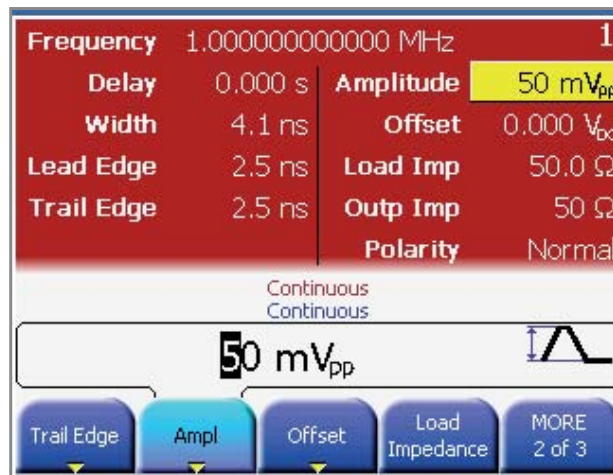 Frequency 1.000000000000 MHz 1
Delay 0.000 s Amplitude 50 mVpp
Width 4.1 ns Offset 0.000 VDC
Lead Edge 2.5 ns Load Imp 50.0 Ω
Trail Edge 2.5 ns Outp Imp 50 Ω
Polarity Normal
Continuous
Continuous
50 mVpp
Trail Edge Ampl Offset Load Impedance MORE 2 of 3